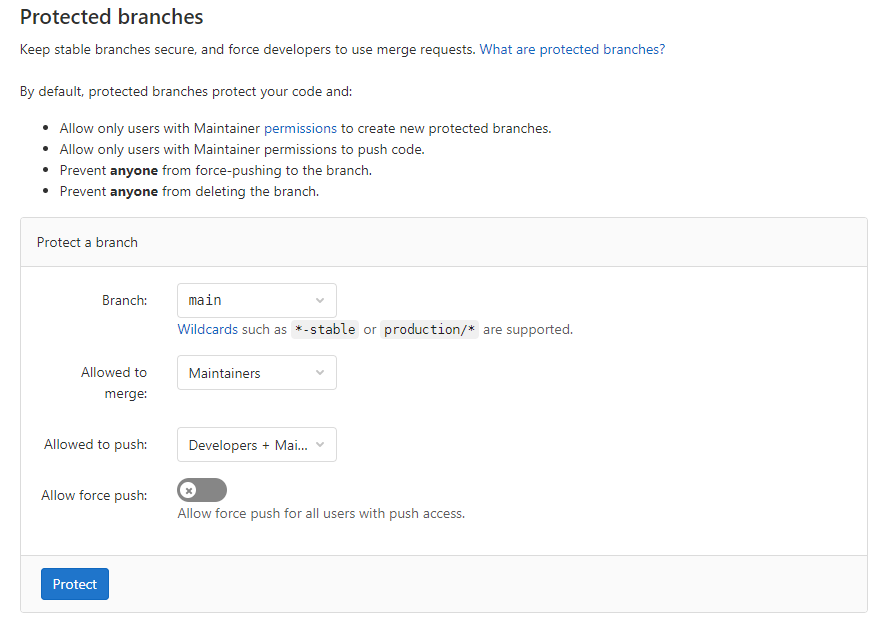 Protected branches
Keep stable branches secure, and force developers to use merge requests. What are protected branches?
By default, protected branches protect your code and:
Allow only users with Maintainer permissions to create new protected branches.
Allow only users with Maintainer permissions to push code.
Prevent anyone from force-pushing to the branch.
Prevent anyone from deleting the branch.
Protect a branch
Branch: main
Wildcards such as *-stable or production/* are supported.
Allowed to
merge: Maintainers
Allowed to push: Developers + Mai...
Allow force push:
Allow force push for all users with push access.
Protect